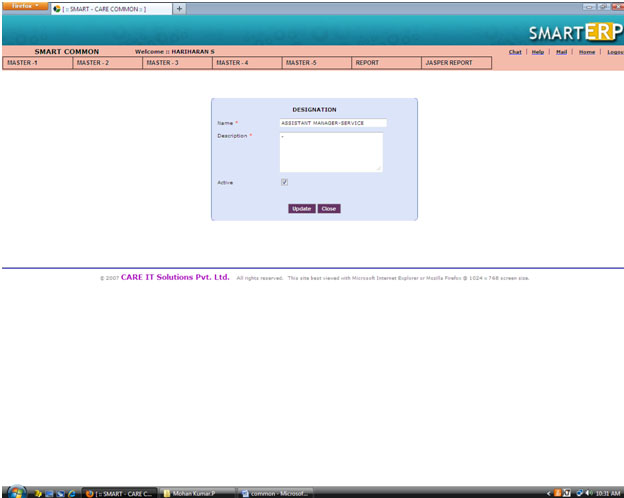 Firefox
[ :: SMART - CARE COMMON :: ]
+
SMARTERP
SMART COMMON Welcome :: HARIHARAN S Chat | Help | Mail | Home | Logou
MASTER -1 MASTER - 2 MASTER - 3 MASTER - 4 MASTER -5 REPORT JASPER REPORT
DESIGNATION
Name * ASSISTANT MANAGER-SERVICE
Description * -
Active
Update Close
© 2007 CARE IT Solutions Pvt. Ltd. All rights reserved. This site best viewed with Microsoft Internet Explorer or Mozilla Firefox @ 1024 x 768 screen size.
[ :: SMART - CARE C... Mohan Kumar.P common - Microsof... 10:31 AM